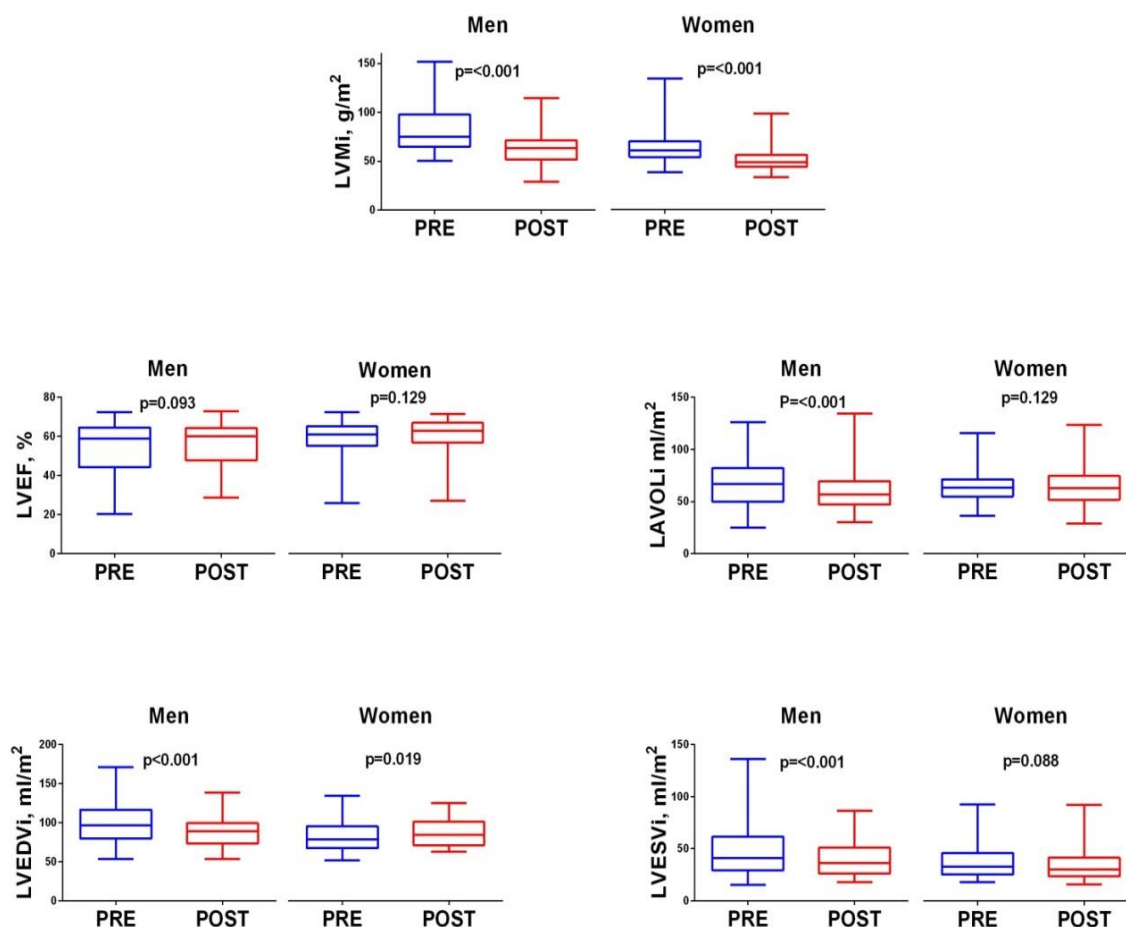 Men Women
p=<0.001 p=<0.001
LVMi, g/m²
150
100
50
0
PRE POST PRE POST
Men Women
p=0.093 p=0.129
LVEF, %
80
60
40
20
0
PRE POST PRE POST
Men Women
P=<0.001 p=0.129
LAVOLi ml/m²
150
100
50
0
PRE POST PRE POST
Men Women
p<0.001 p=0.019
LVEDVi, ml/m²
200
150
100
50
0
PRE POST PRE POST
Men Women
p=<0.001 p=0.088
LVESVi, ml/m²
150
100
50
0
PRE POST PRE POST